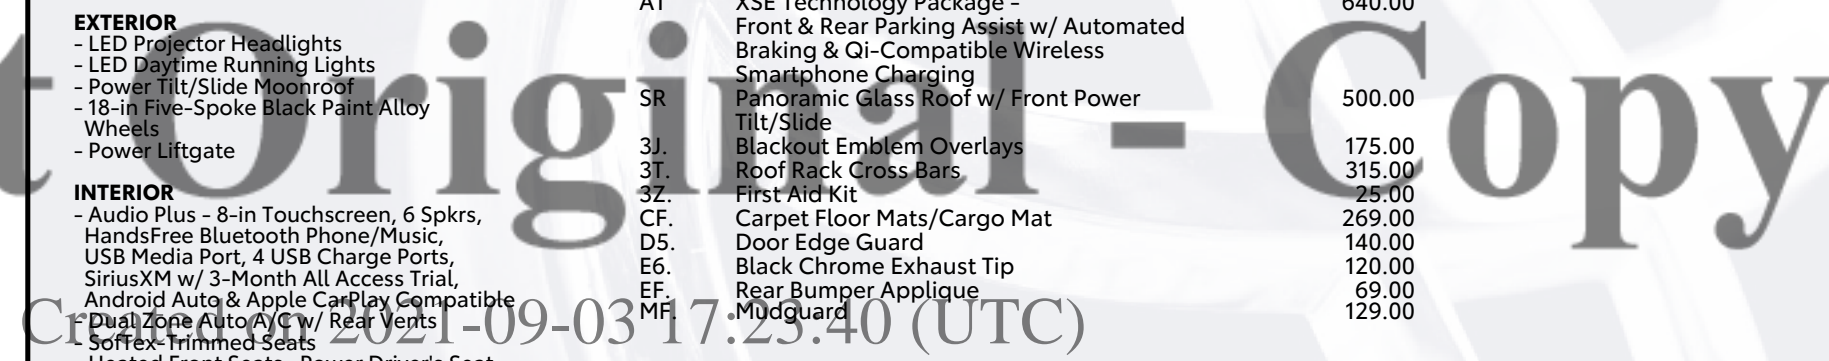 EXTERIOR
- LED Projector Headlights
- LED Daytime Running Lights
- Power Tilt/Slide Moonroof
- 18-in Five-Spoke Black Paint Alloy
Wheels
- Power Liftgate
INTERIOR
- Audio Plus - 8-in Touchscreen, 6 Spkrs,
HandsFree Bluetooth Phone/Music,
USB Media Port, 4 USB Charge Ports,
SiriusXM w/ 3-Month All Access Trial,
Android Auto & Apple CarPlay Compatible
- Dual Zone Auto A/C w/ Rear Vents
- SofTex-Trimmed Seats
- Heated Front Seats - Power Driver's Seat
AT XSE Technology Package - 640.00
Front & Rear Parking Assist w/ Automated
Braking & Qi-Compatible Wireless
Smartphone Charging
SR Panoramic Glass Roof w/ Front Power 500.00
Tilt/Slide
3J. Blackout Emblem Overlays 175.00
3T. Roof Rack Cross Bars 315.00
3Z. First Aid Kit 25.00
CF. Carpet Floor Mats/Cargo Mat 269.00
D5. Door Edge Guard 140.00
E6. Black Chrome Exhaust Tip 120.00
EF. Rear Bumper Applique 69.00
MF. Mudguard 129.00
t Original - Copy
Created on 2021-09-03 17:23:40 (UTC)